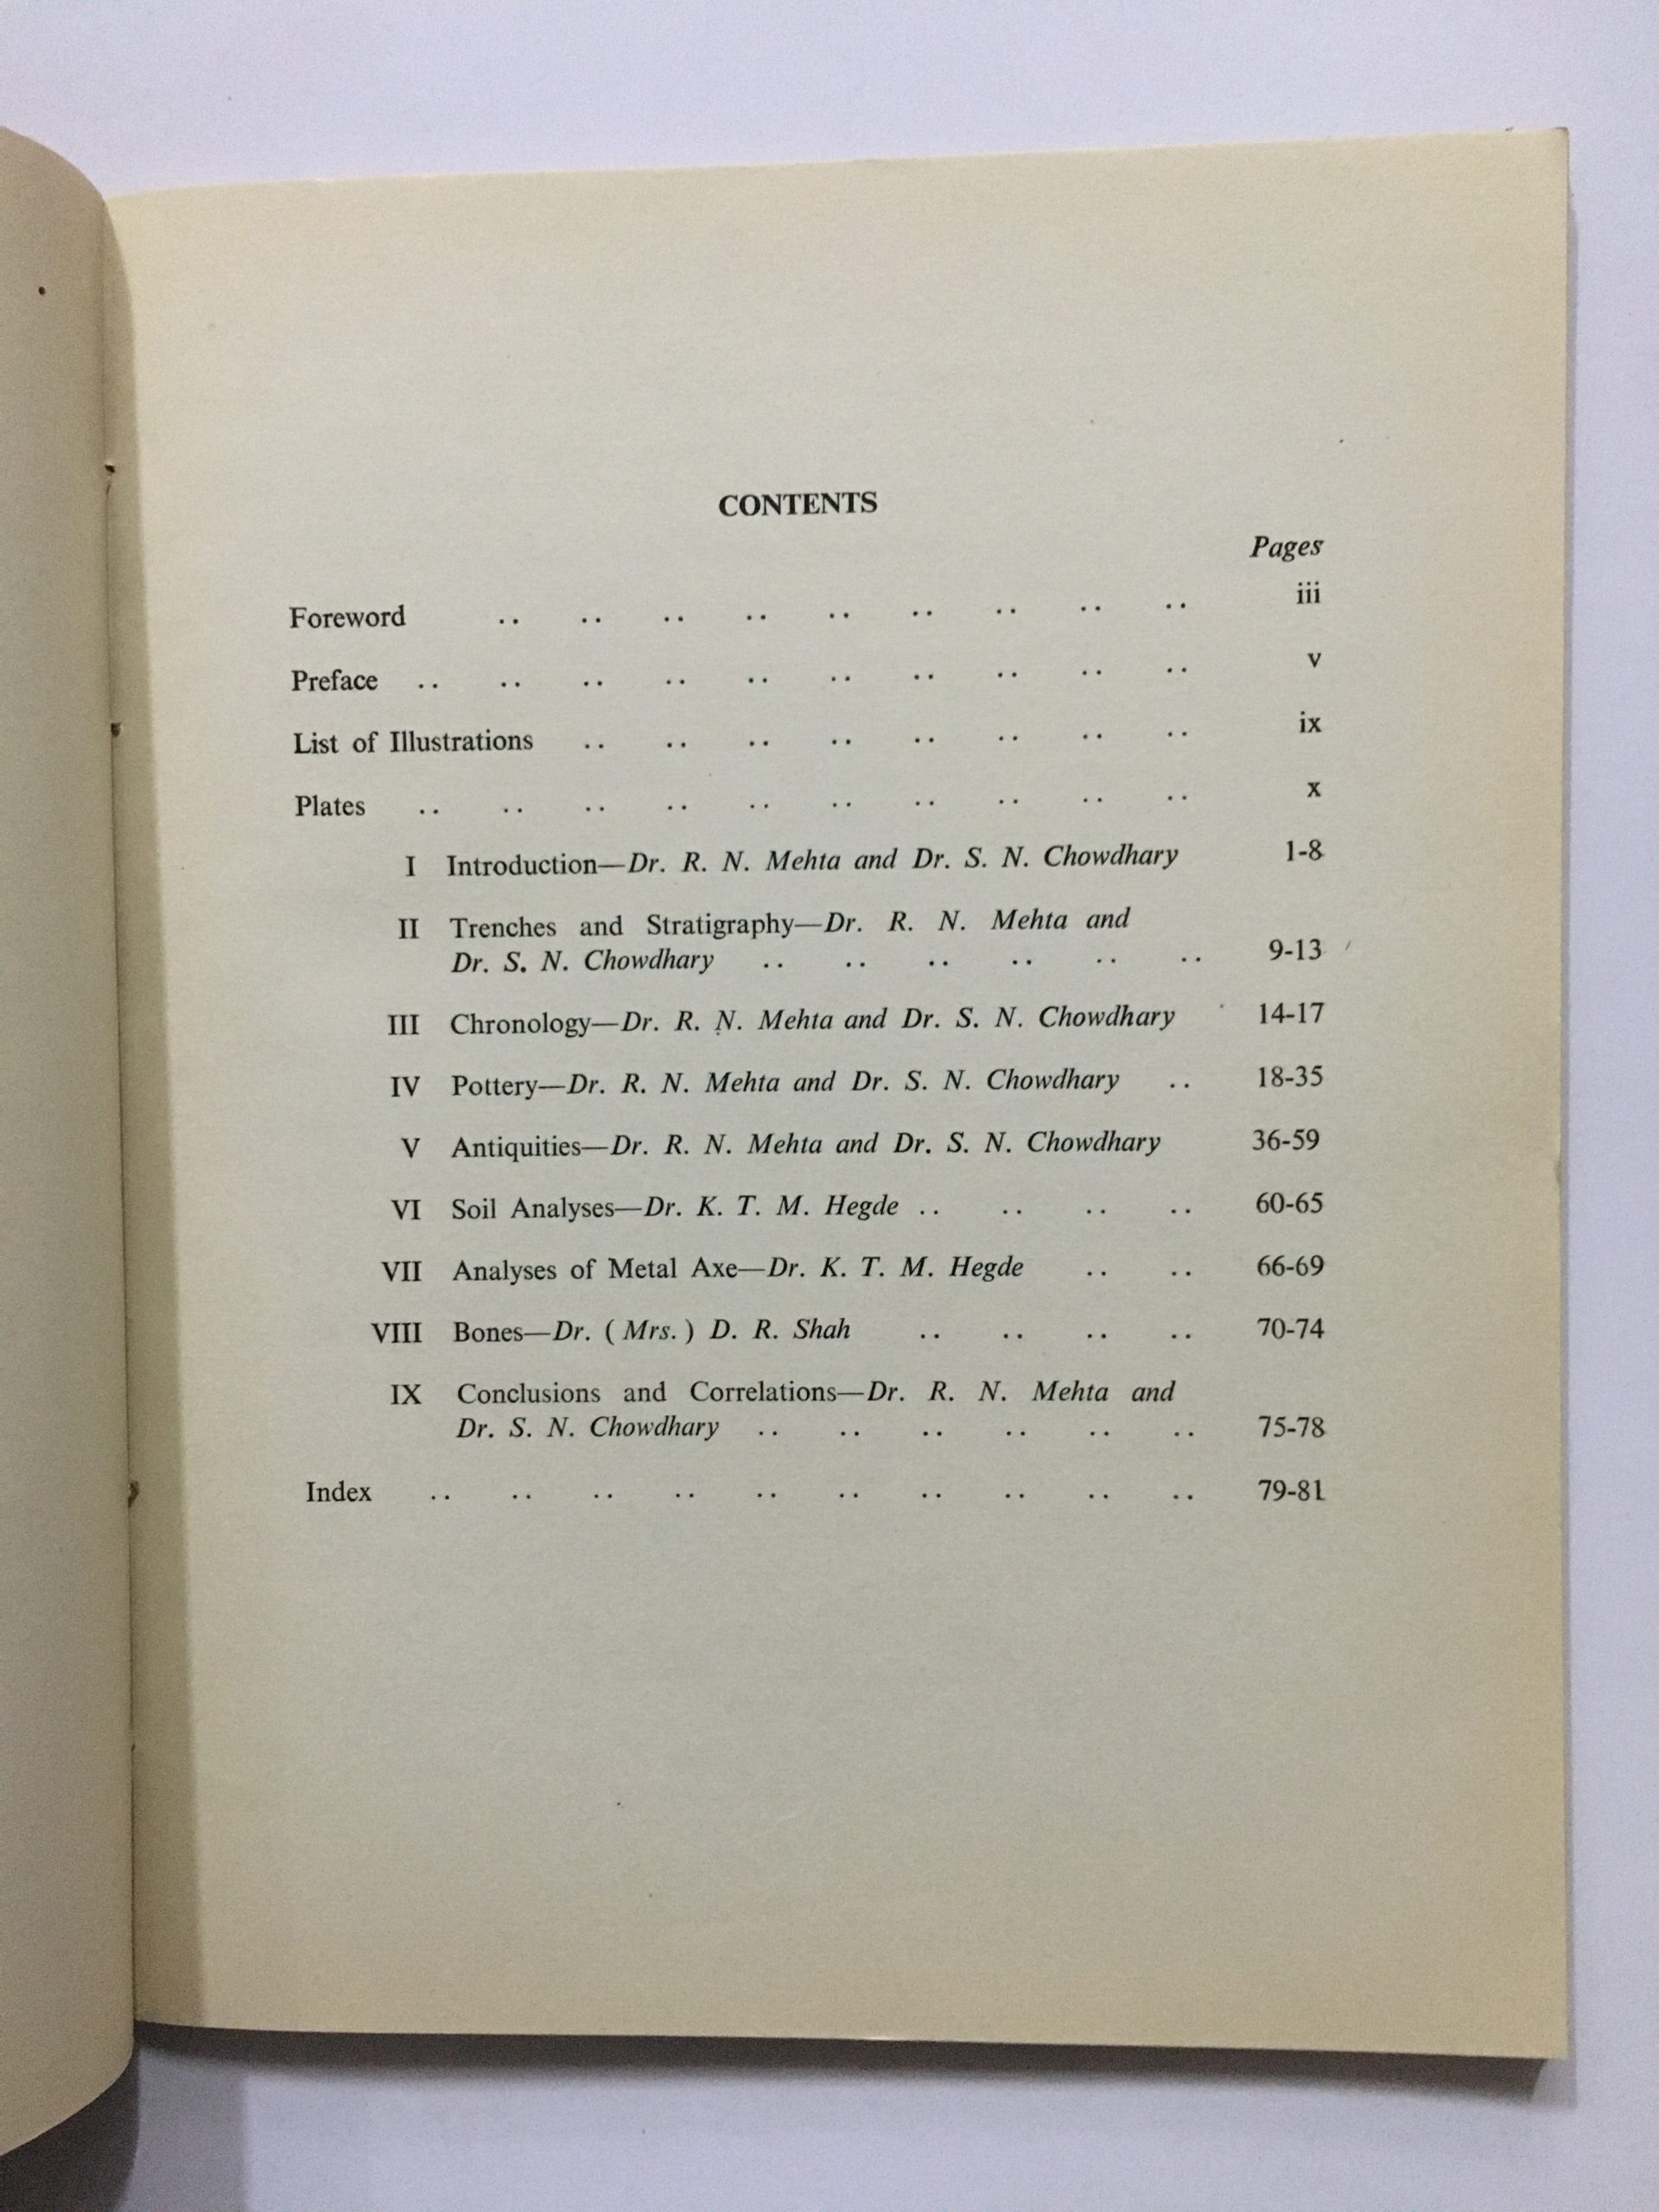 CONTENTS
Pages
Foreword .. .. .. .. .. .. .. .. .. iii
Preface .. .. .. .. .. .. .. .. .. .. v
List of Illustrations .. .. .. .. .. .. .. .. ix
Plates .. .. .. .. .. .. .. .. .. .. x
I Introduction—Dr. R. N. Mehta and Dr. S. N. Chowdhary 1-8
II Trenches and Stratigraphy—Dr. R. N. Mehta and
Dr. S. N. Chowdhary .. .. .. .. .. .. 9-13
III Chronology—Dr. R. N. Mehta and Dr. S. N. Chowdhary 14-17
IV Pottery—Dr. R. N. Mehta and Dr. S. N. Chowdhary .. 18-35
V Antiquities—Dr. R. N. Mehta and Dr. S. N. Chowdhary 36-59
VI Soil Analyses—Dr. K. T. M. Hegde .. .. .. .. 60-65
VII Analyses of Metal Axe—Dr. K. T. M. Hegde .. .. 66-69
VIII Bones—Dr. (Mrs.) D. R. Shah .. .. .. .. 70-74
IX Conclusions and Correlations—Dr. R. N. Mehta and
Dr. S. N. Chowdhary .. .. .. .. .. .. 75-78
Index .. .. .. .. .. .. .. .. .. .. 79-81